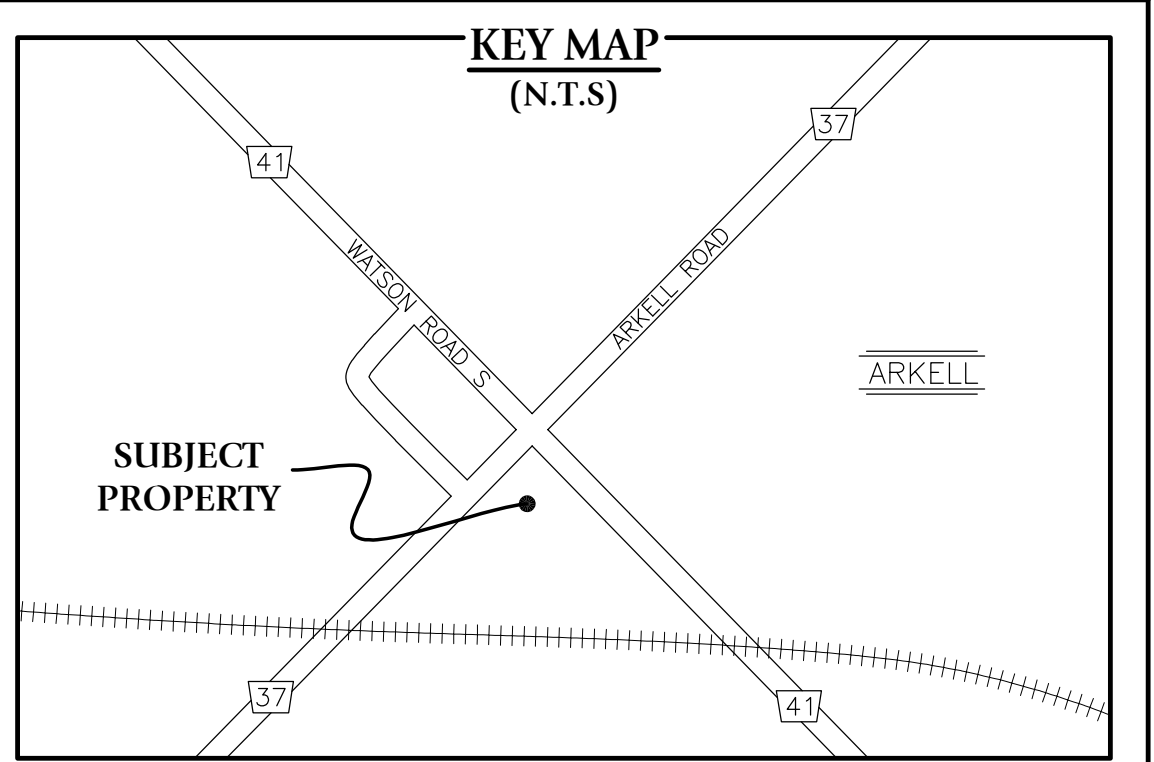 KEY MAP
(N.T.S)
37
41
WATSON ROAD S
ARKELL ROAD
ARKELL
SUBJECT
PROPERTY
37
41